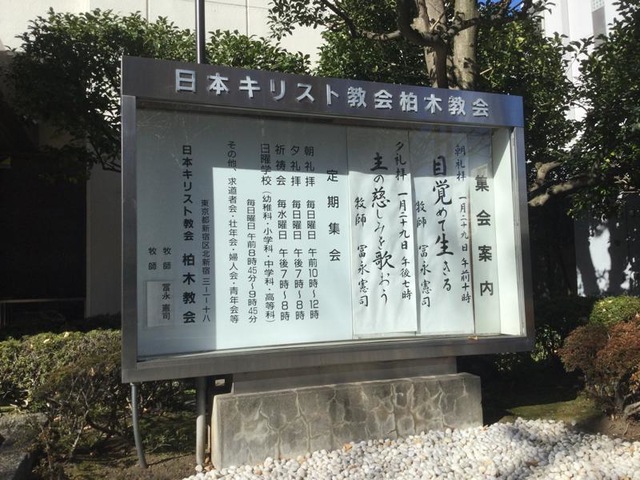 日本キリスト教会柏木教会
集会案内
朝礼拝 一月二十九日 午前十時
目覚めて生きる
牧師 冨永憲司
夕礼拝 一月二十九日 午後七時
主の慈しみを歌おう
牧師 冨永憲司
定期集会
朝礼拝 毎日曜日 午前10時〜12時
夕礼拝 毎日曜日 午後7時〜8時
祈祷会 毎水曜日 午後7時〜8時
日曜学校(幼稚科・小学科・中学科・高等科)
毎日曜日 午前8時45分〜9時45分
その他、求道者会・壮年会・婦人会・青年会等
東京都新宿区北新宿三ー一ー十八
日本キリスト教会 柏木教会
牧師
牧師 冨永憲司